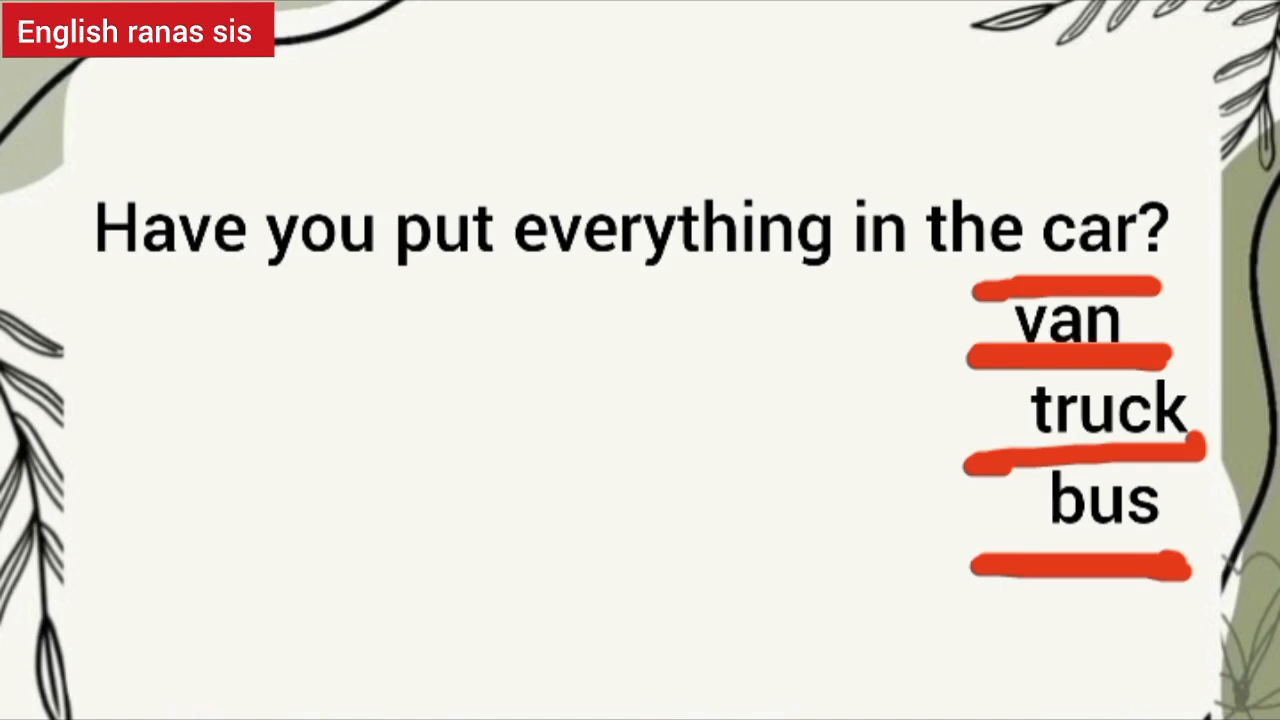 English ranas sis
Have you put everything in the car?
van
truck
bus